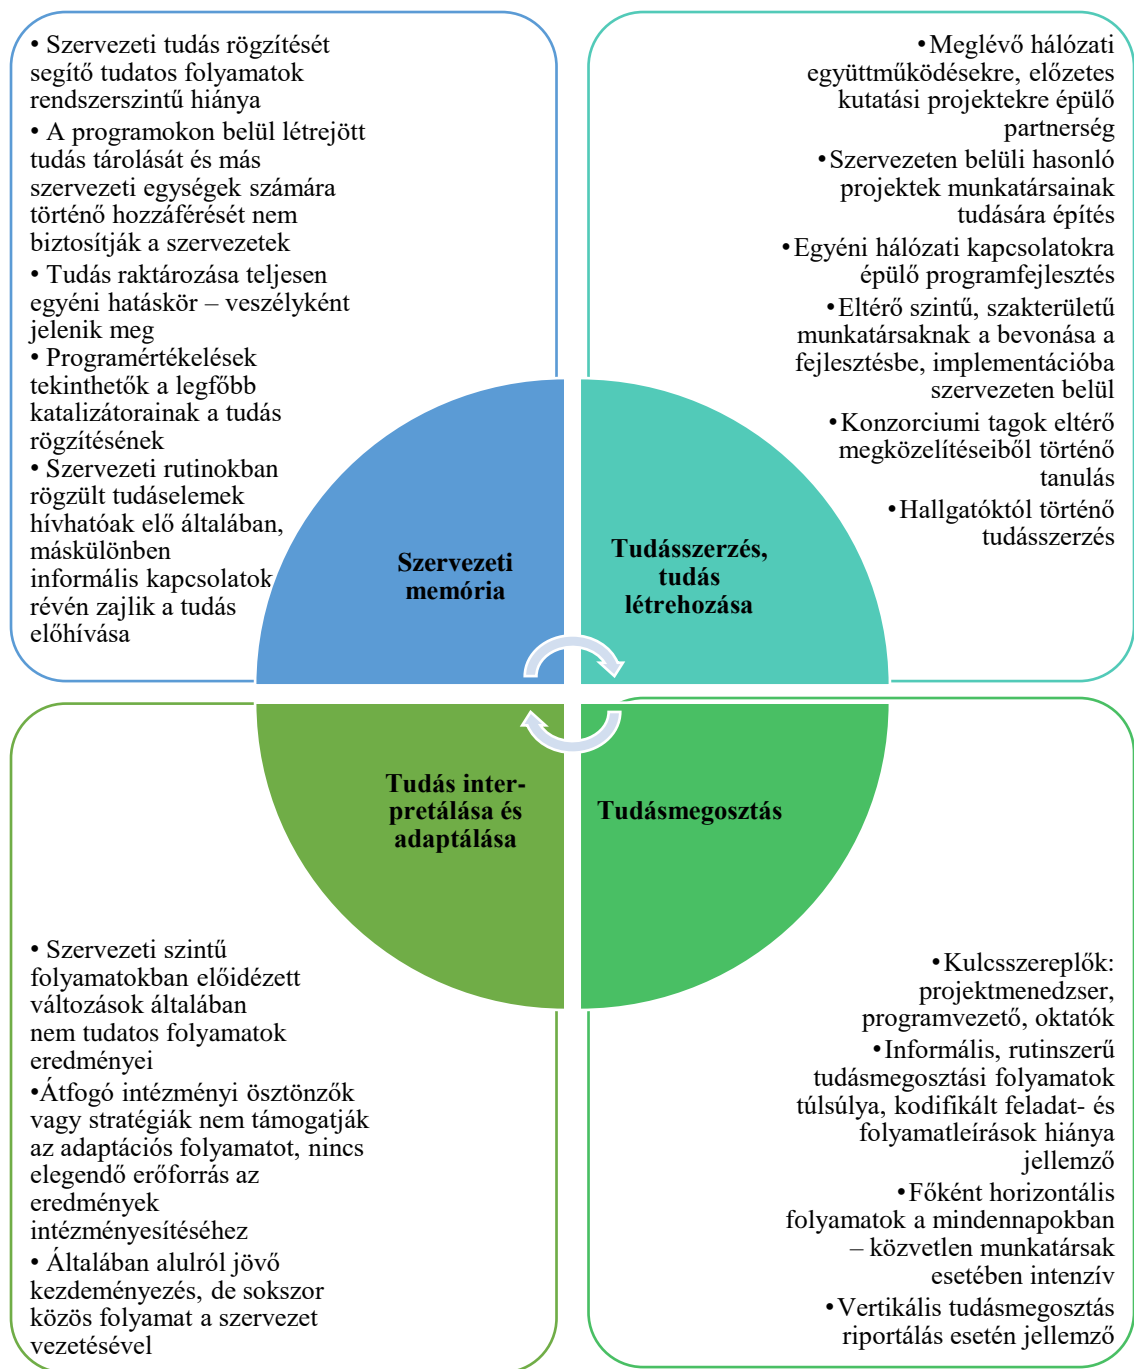 • Szervezeti tudás rögzítését
segítő tudatos folyamatok
rendszerszintű hiánya
• A programokon belül létrejött
tudás tárolását és más
szervezeti egységek számára
történő hozzáférését nem
biztosítják a szervezetek
• Tudás raktározása teljesen
egyéni hatáskör – veszélyként
jelenik meg
• Programértékelések
tekinthetők a legfőbb
katalizátorainak a tudás
rögzítésének
• Szervezeti rutinokban
rögzült tudáselemek
hívhatóak elő általában,
máskülönben
informális kapcsolatok
révén zajlik a tudás
előhívása
•Meglévő hálózati
együttműködésekre, előzetes
kutatási projektekre épülő
partnerség
•Szervezeten belüli hasonló
projektek munkatársainak
tudására építés
•Egyéni hálózati kapcsolatokra
épülő programfejlesztés
•Eltérő szintű, szakterületű
munkatársaknak a bevonása a
fejlesztésbe, implementációba
szervezeten belül
•Konzorciumi tagok eltérő
megközelítéseiből történő
tanulás
•Hallgatóktól történő
tudásszerzés
Szervezeti
memória
Tudásszerzés,
tudás
létrehozása
Tudás inter-
pretálása és
adaptálása
Tudásmegosztás
• Szervezeti szintű
folyamatokban előidézett
változások általában
nem tudatos folyamatok
eredményei
•Átfogó intézményi ösztönzők
vagy stratégiák nem támogatják
az adaptációs folyamatot, nincs
elegendő erőforrás az
eredmények
intézményesítéséhez
• Általában alulról jövő
kezdeményezés, de sokszor
közös folyamat a szervezet
vezetésével
•Kulcsszereplők:
projektmenedzser,
programvezető, oktatók
•Informális, rutinszerű
tudásmegosztási folyamatok
túlsúlya, kodifikált feladat- és
folyamatleírások hiánya
jellemző
•Főként horizontális
folyamatok a mindennapokban
– közvetlen munkatársak
esetében intenzív
•Vertikális tudásmegosztás
riportálás esetén jellemző